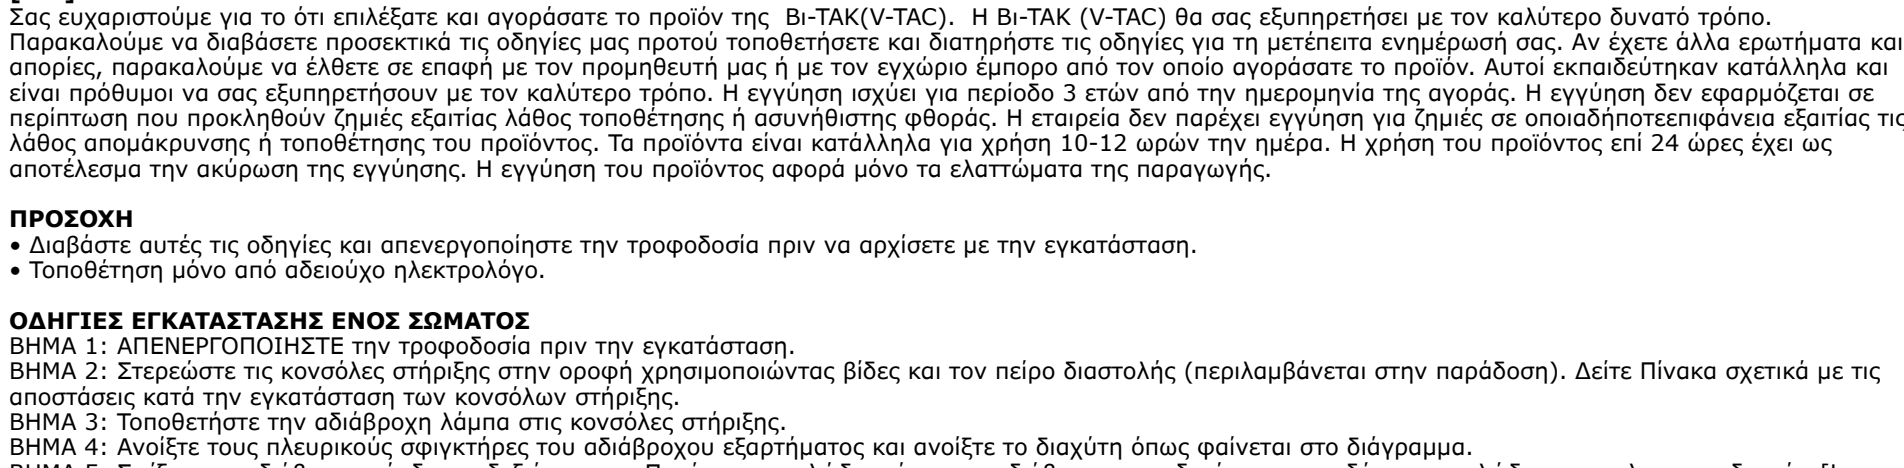 Σας ευχαριστούμε για το ότι επιλέξατε και αγοράσατε το προϊόν της Βι-ΤΑΚ(V-TAC). Η Βι-ΤΑΚ (V-TAC) θα σας εξυπηρετήσει με τον καλύτερο δυνατό τρόπο.
Παρακαλούμε να διαβάσετε προσεκτικά τις οδηγίες μας προτού τοποθετήσετε και διατηρήστε τις οδηγίες για τη μετέπειτα ενημέρωσή σας. Αν έχετε άλλα ερωτήματα και
απορίες, παρακαλούμε να έλθετε σε επαφή με τον προμηθευτή μας ή με τον εγχώριο έμπορο από τον οποίο αγοράσατε το προϊόν. Αυτοί εκπαιδεύτηκαν κατάλληλα και
είναι πρόθυμοι να σας εξυπηρετήσουν με τον καλύτερο τρόπο. Η εγγύηση ισχύει για περίοδο 3 ετών από την ημερομηνία της αγοράς. Η εγγύηση δεν εφαρμόζεται σε
περίπτωση που προκληθούν ζημιές εξαιτίας λάθος τοποθέτησης ή ασυνήθιστης φθοράς. Η εταιρεία δεν παρέχει εγγύηση για ζημιές σε οποιαδήποτεεπιφάνεια εξαιτίας τις
λάθος απομάκρυνσης ή τοποθέτησης του προϊόντος. Τα προϊόντα είναι κατάλληλα για χρήση 10-12 ωρών την ημέρα. Η χρήση του προϊόντος επί 24 ώρες έχει ως
αποτέλεσμα την ακύρωση της εγγύησης. Η εγγύηση του προϊόντος αφορά μόνο τα ελαττώματα της παραγωγής.
ΠΡΟΣΟΧΗ
• Διαβάστε αυτές τις οδηγίες και απενεργοποίηστε την τροφοδοσία πριν να αρχίσετε με την εγκατάσταση.
• Τοποθέτηση μόνο από αδειούχο ηλεκτρολόγο.
ΟΔΗΓΙΕΣ ΕΓΚΑΤΑΣΤΑΣΗΣ ΕΝΟΣ ΣΩΜΑΤΟΣ
ΒΗΜΑ 1: ΑΠΕΝΕΡΓΟΠΟΙΗΣΤΕ την τροφοδοσία πριν την εγκατάσταση.
ΒΗΜΑ 2: Στερεώστε τις κονσόλες στήριξης στην οροφή χρησιμοποιώντας βίδες και τον πείρο διαστολής (περιλαμβάνεται στην παράδοση). Δείτε Πίνακα σχετικά με τις
αποστάσεις κατά την εγκατάσταση των κονσόλων στήριξης.
ΒΗΜΑ 3: Τοποθετήστε την αδιάβροχη λάμπα στις κονσόλες στήριξης.
ΒΗΜΑ 4: Ανοίξτε τους πλευρικούς σφιγκτήρες του αδιάβροχου εξαρτήματος και ανοίξτε το διαχύτη όπως φαίνεται στο διάγραμμα.